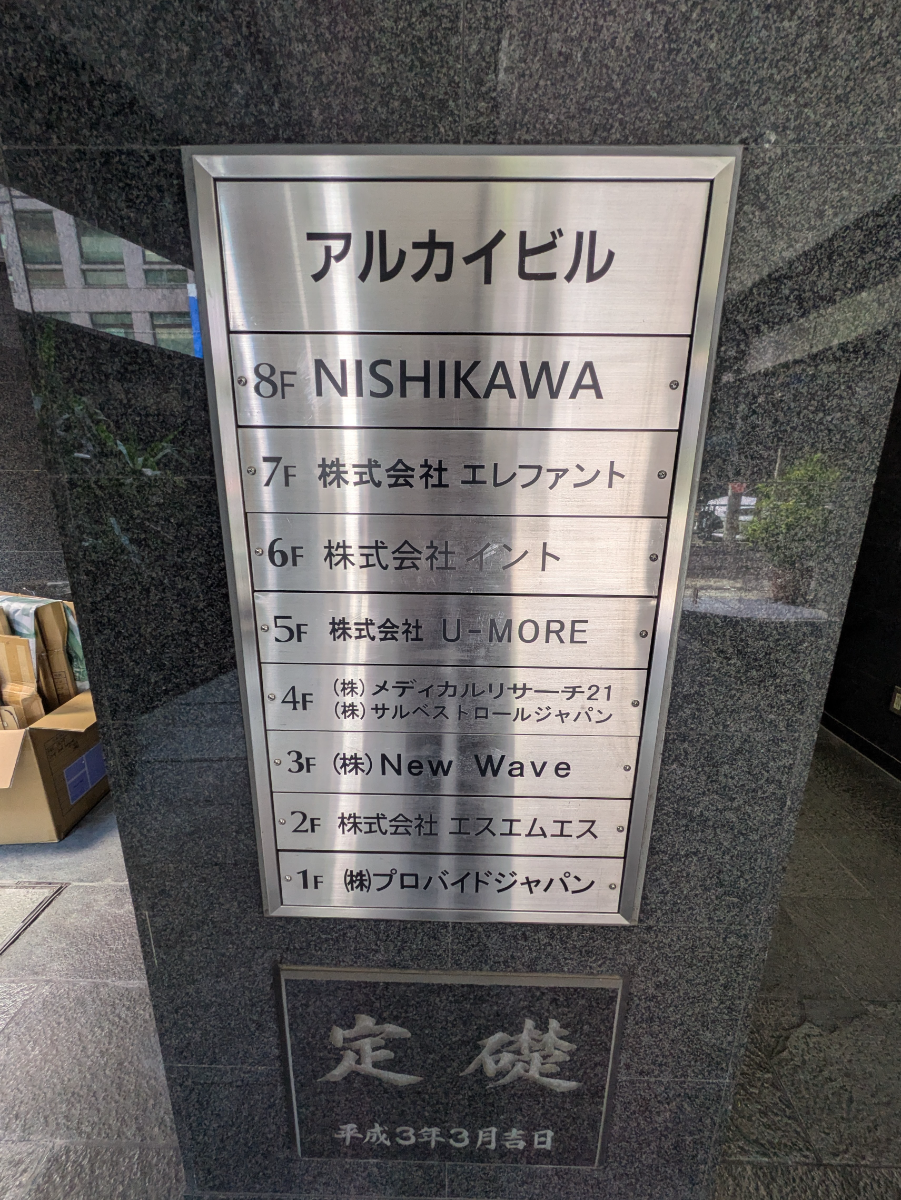 アルカイビル
8F NISHIKAWA
7F 株式会社 エレファント
6F 株式会社 イント
5F 株式会社 U-MORE
4F (株) メディカルリサーチ21
(株) サルベストロールジャパン
3F (株) New Wave
2F 株式会社 エスエムエス
1F (株)プロバイドジャパン
定礎
平成3年3月吉日